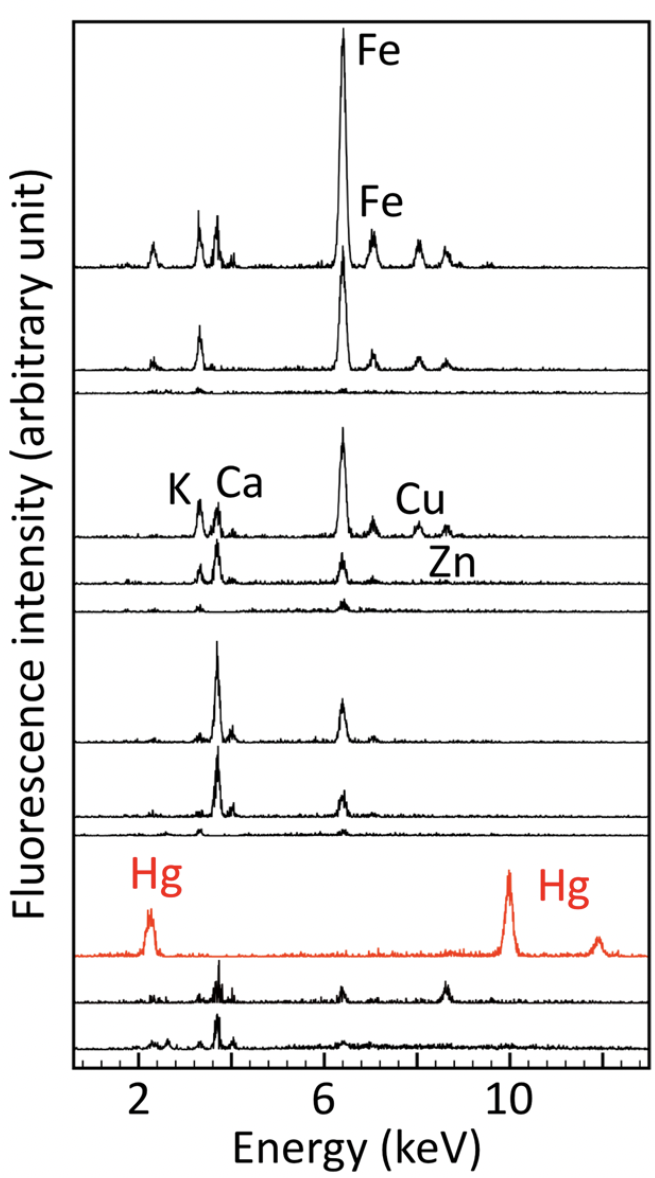 Fe
Fe
K
Ca
Cu
Zn
Hg
Hg
Fluorescence intensity (arbitrary unit)
2
6
10
Energy (keV)